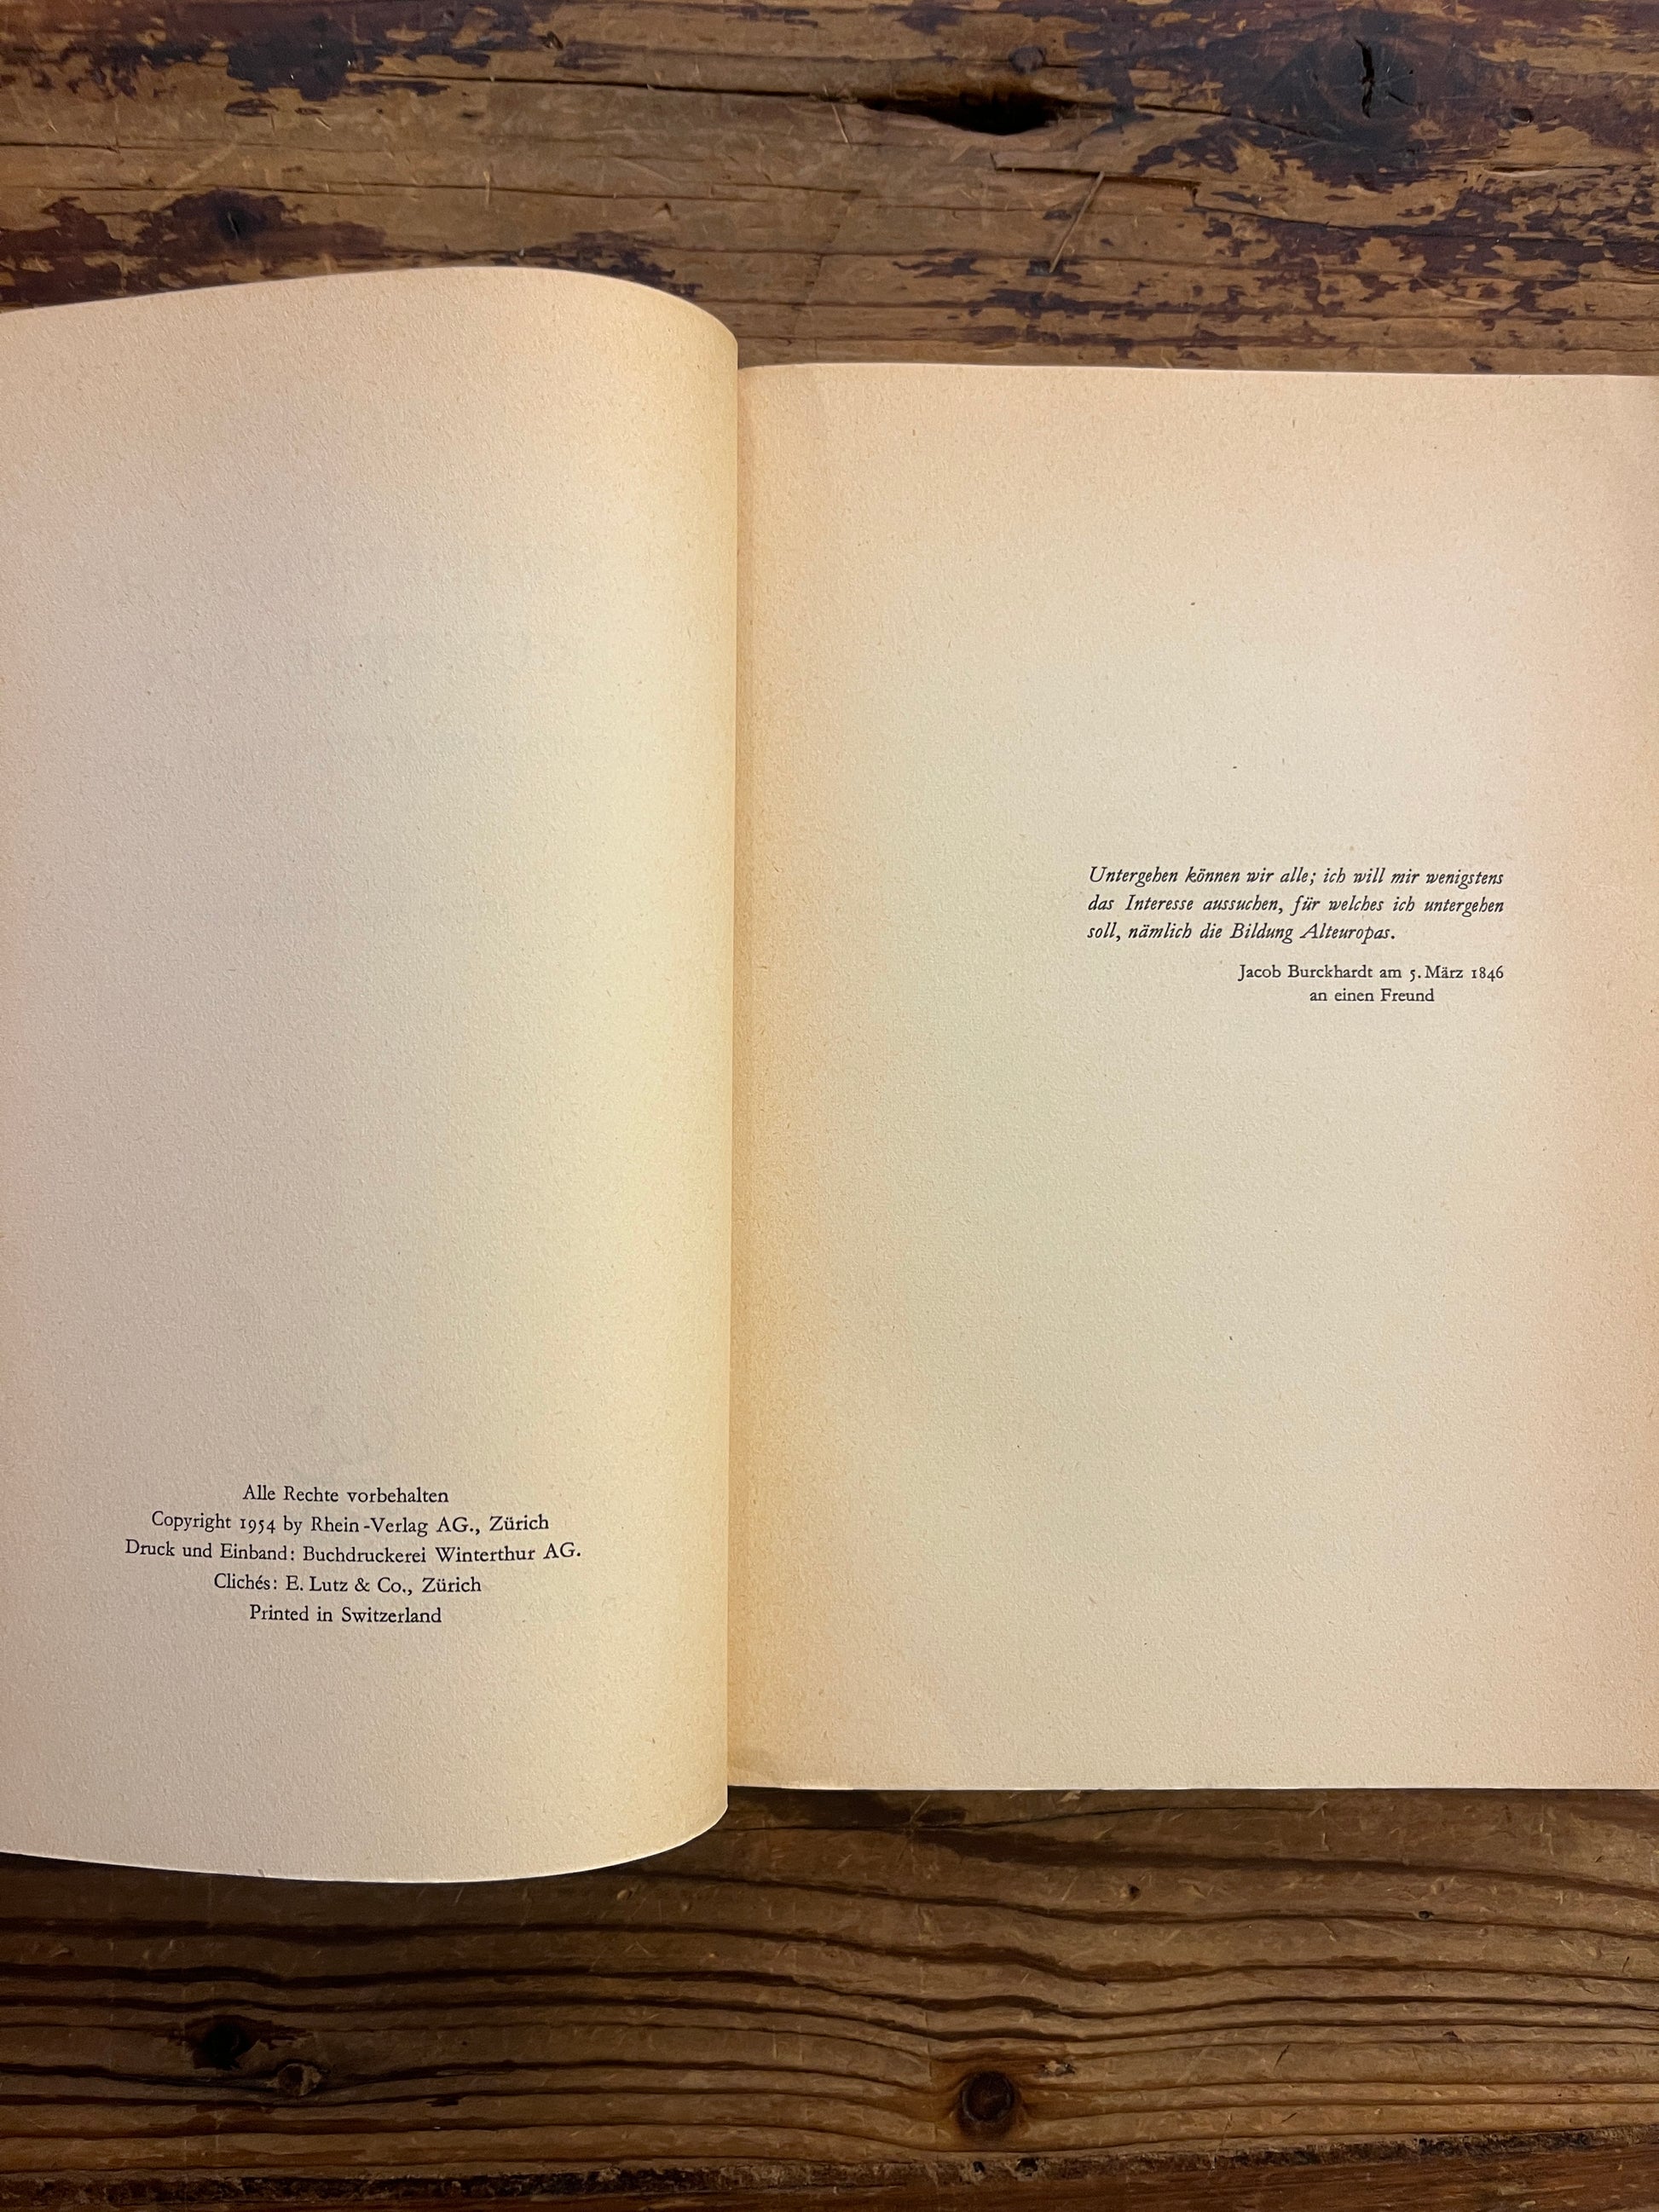 Alle Rechte vorbehalten
Copyright 1954 by Rhein-Verlag AG., Zürich
Druck und Einband: Buchdruckerei Winterthur AG.
Clichés: E. Lutz & Co., Zürich
Printed in Switzerland
Untergehen können wir alle; ich will mir wenigstens
das Interesse aussuchen, für welches ich untergehen
soll, nämlich die Bildung Alteuropas.
Jacob Burckhardt am 5. März 1846
an einen Freund